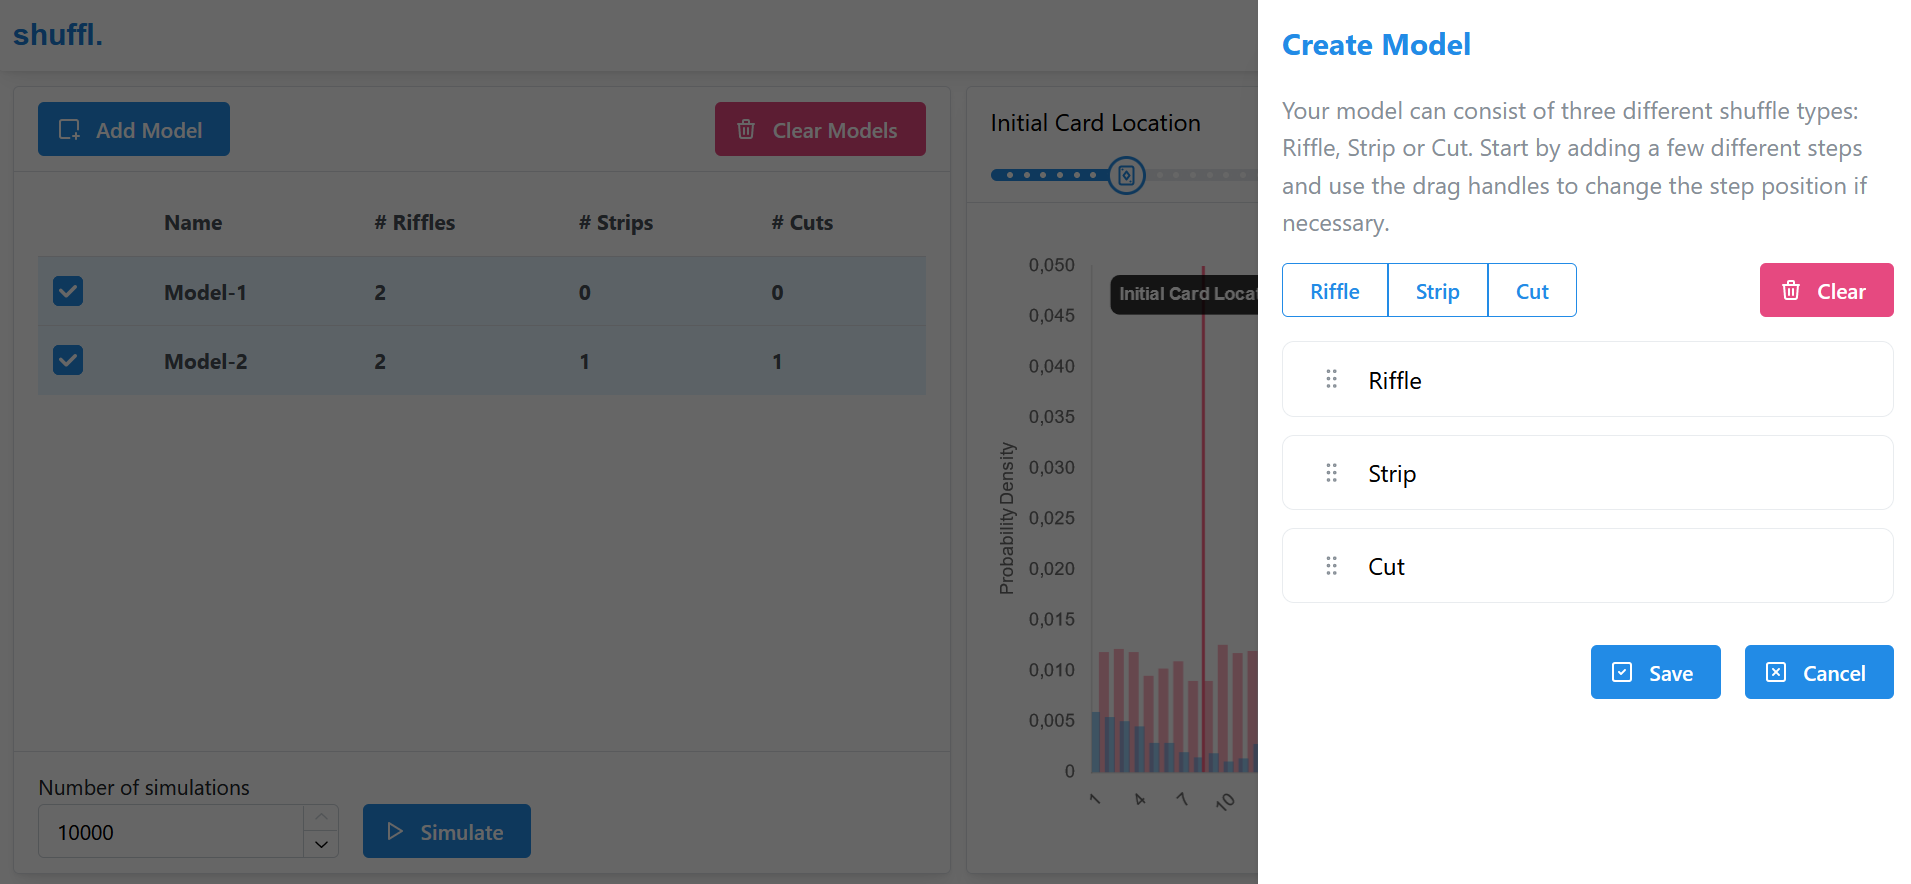 shuffl.
Add Model
Clear Models
Name # Riffles # Strips # Cuts
Model-1 2 0 0
Model-2 2 1 1
Number of simulations
10000
Simulate
Initial Card Location
0,050
Initial Card Locat
0,045
0,040
0,035
0,030
0,025
0,020
0,015
0,010
0,005
0
Probability Density
1 4 7 10
Create Model
Your model can consist of three different shuffle types:
Riffle, Strip or Cut. Start by adding a few different steps
and use the drag handles to change the step position if
necessary.
Riffle Strip Cut
Clear
Riffle
Strip
Cut
Save
Cancel